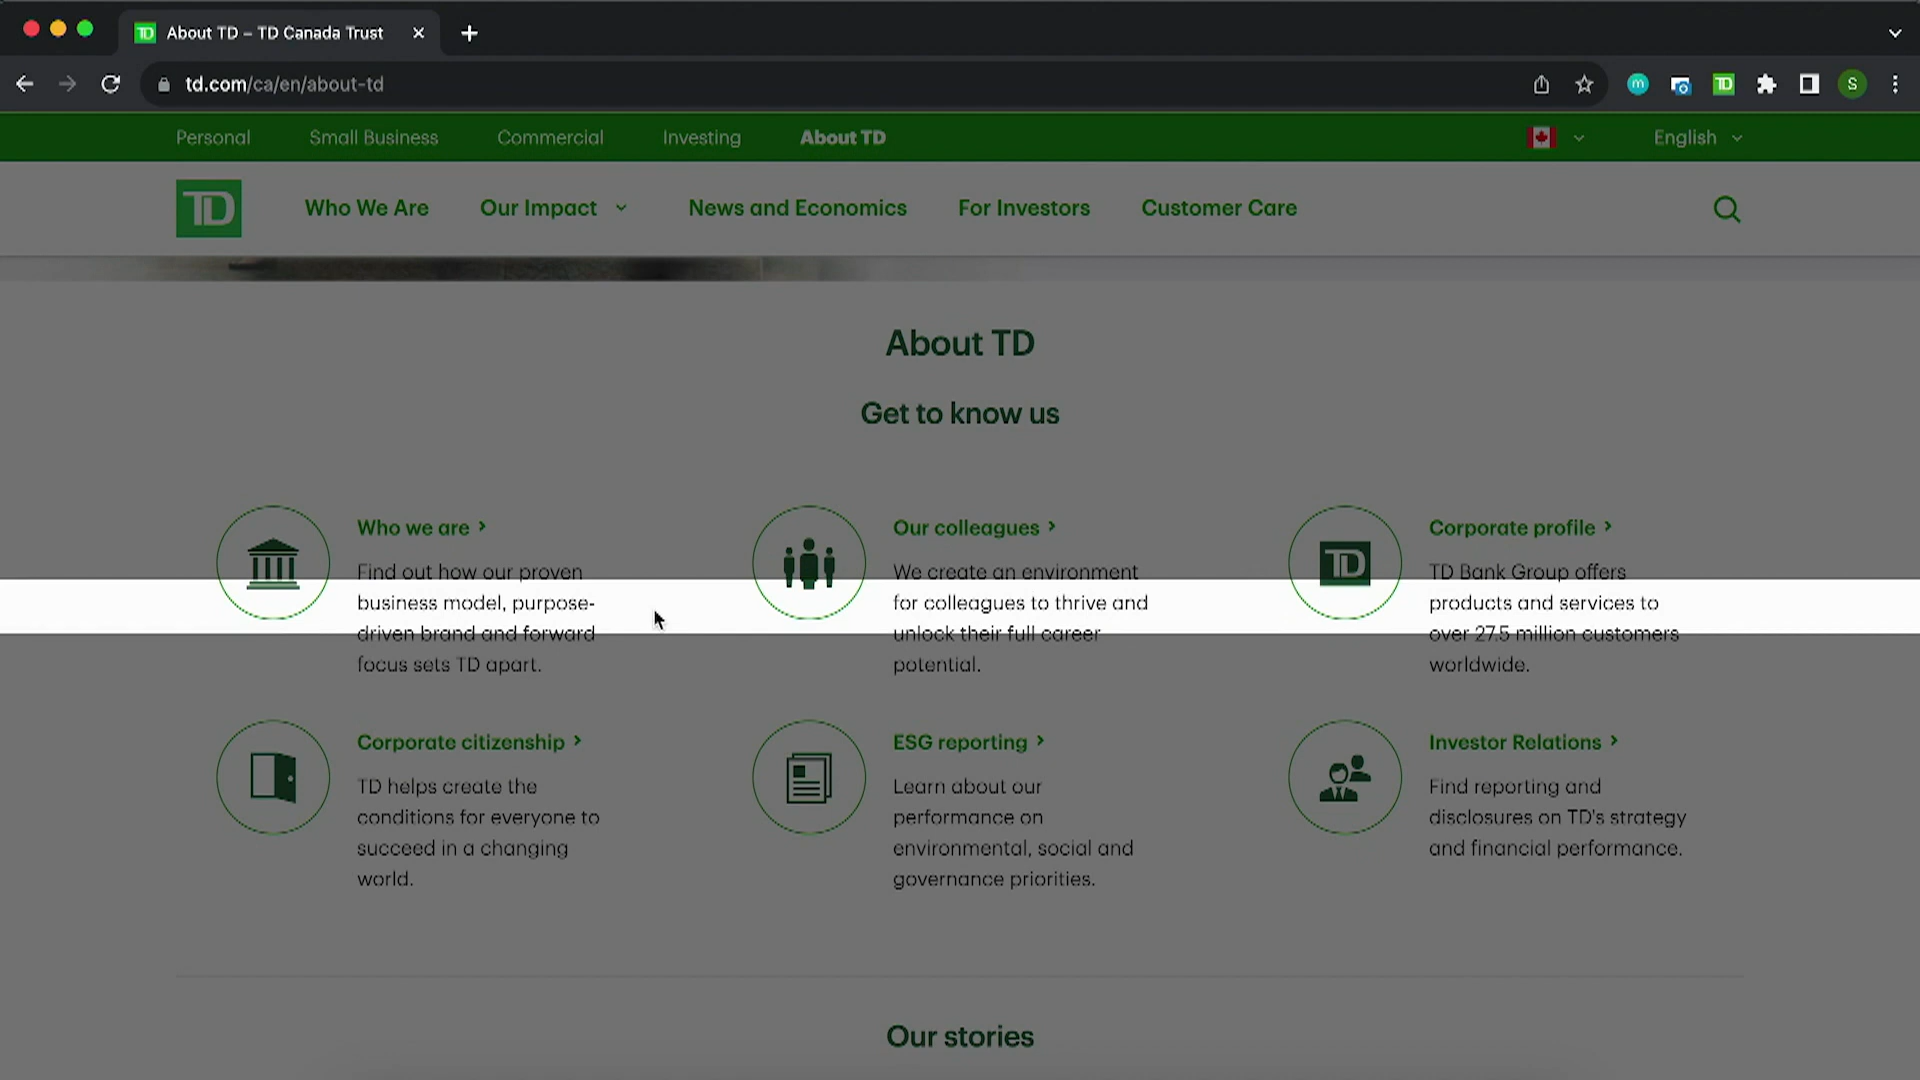 TD About TD – TD Canada Trust
td.com/ca/en/about-td
m TD S
Personal Small Business Commercial Investing About TD English
TD Who We Are Our Impact News and Economics For Investors Customer Care
About TD
Get to know us
Who we are
Find out how our proven
business model, purpose-
driven brand and forward
focus sets TD apart.
Our colleagues
We create an environment
for colleagues to thrive and
unlock their full career
potential.
TD
Corporate profile
TD Bank Group offers
products and services to
over 27.5 million customers
worldwide.
Corporate citizenship
TD helps create the
conditions for everyone to
succeed in a changing
world.
ESG reporting
Learn about our
performance on
environmental, social and
governance priorities.
Investor Relations
Find reporting and
disclosures on TD's strategy
and financial performance.
Our stories